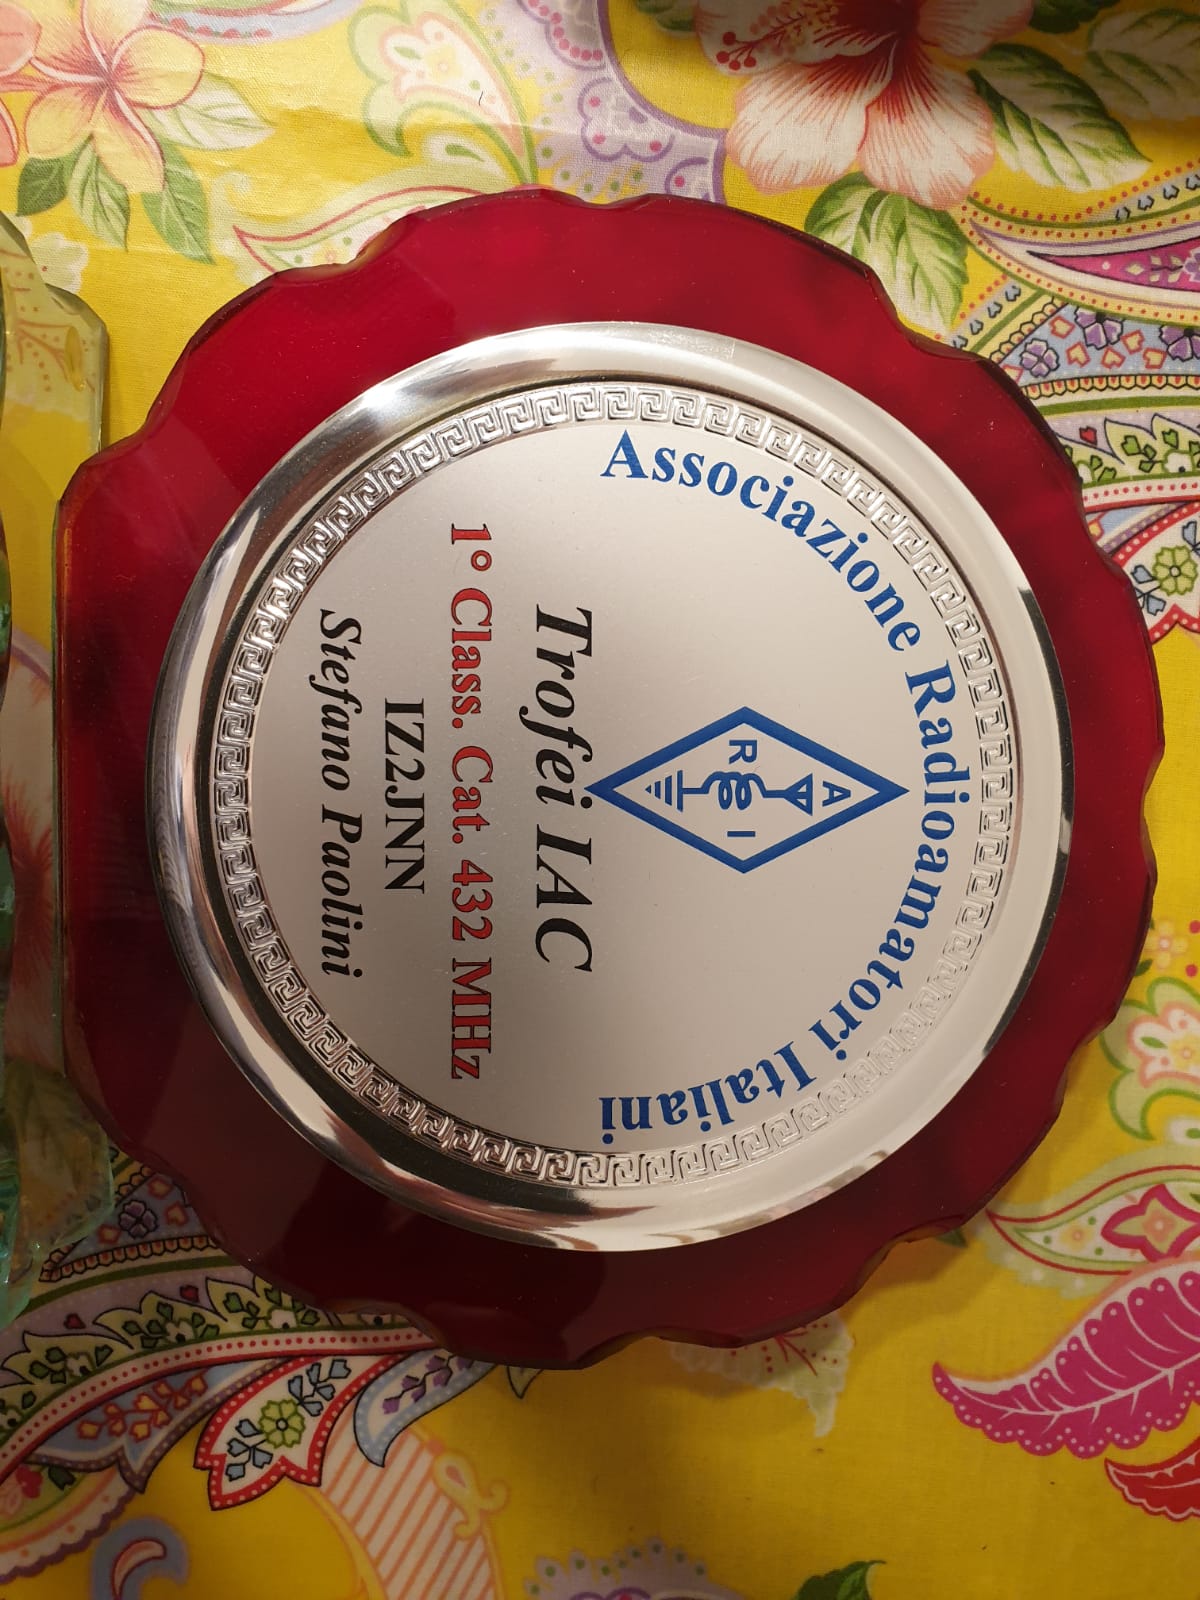 Associazione Radioamatori Italiani
A
R I
Trofei IAC
1° Class. Cat. 432 MHz
IZ2JNN
Stefano Paolini